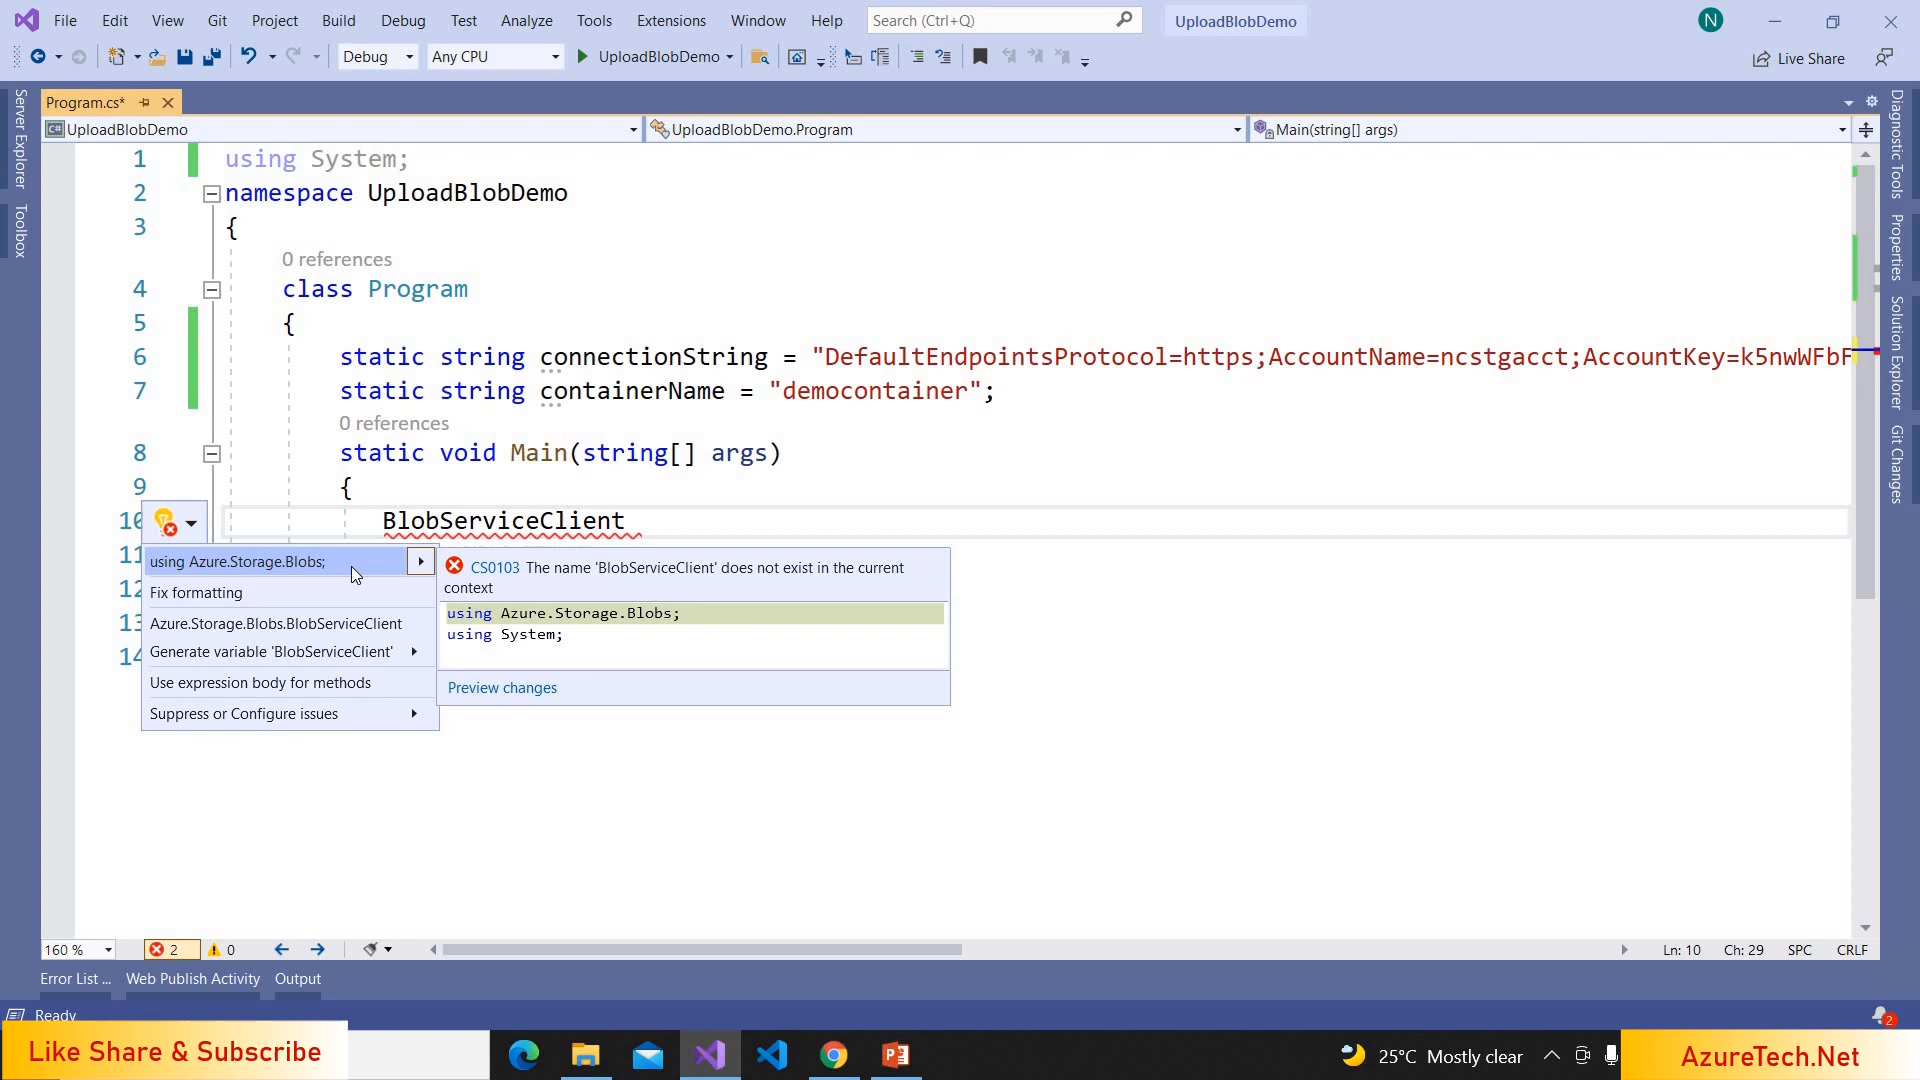 File Edit View Git Project Build Debug Test Analyze Tools Extensions Window Help Search (Ctrl+Q) UploadBlobDemo N
Debug Any CPU UploadBlobDemo Live Share
Program.cs*
UploadBlobDemo UploadBlobDemo.Program Main(string[] args)
Server Explorer
Toolbox
Diagnostic Tools
Properties
Solution Explorer
Git Changes
1 using System;
2 namespace UploadBlobDemo
3 {
0 references
4 class Program
5 {
6 static string connectionString = "DefaultEndpointsProtocol=https;AccountName=ncstgacct;AccountKey=k5nwWFbF
7 static string containerName = "democontainer";
0 references
8 static void Main(string[] args)
9 {
10 BlobServiceClient
11
12
13
14
using Azure.Storage.Blobs;
Fix formatting
Azure.Storage.Blobs.BlobServiceClient
Generate variable 'BlobServiceClient'
Use expression body for methods
Suppress or Configure issues
CS0103 The name 'BlobServiceClient' does not exist in the current
context
using Azure.Storage.Blobs;
using System;
Preview changes
160 % 2 0 Ln: 10 Ch: 29 SPC CRLF
Error List ... Web Publish Activity Output
Ready 2
Like Share & Subscribe
25°C Mostly clear
AzureTech.Net